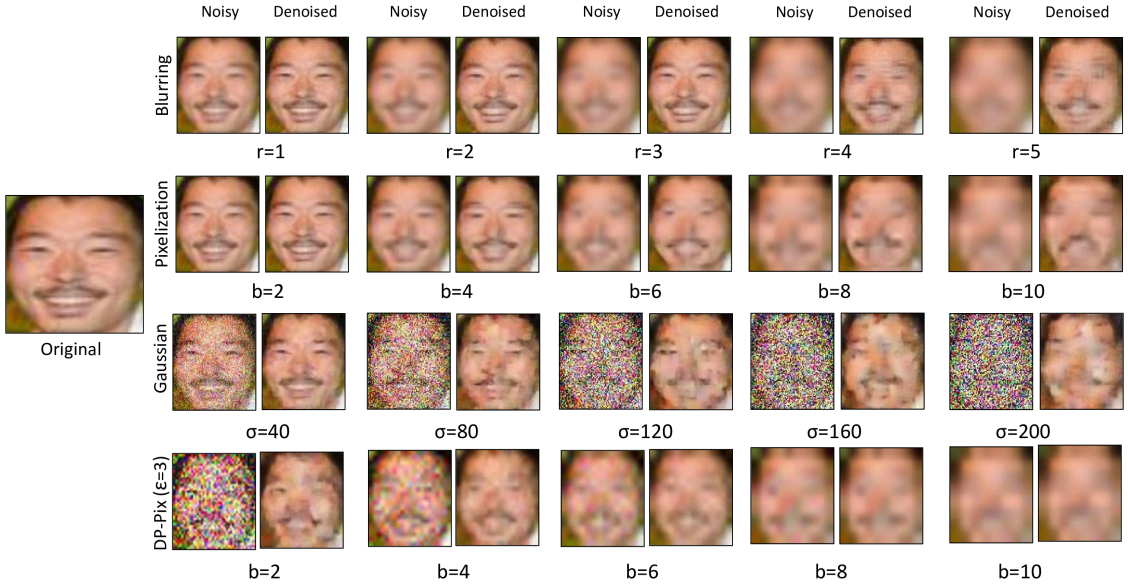 Noisy Denoised Noisy Denoised Noisy Denoised Noisy Denoised Noisy Denoised
Blurring
r=1 r=2 r=3 r=4 r=5
Pixelization
b=2 b=4 b=6 b=8 b=10
Original
Gaussian
σ=40 σ=80 σ=120 σ=160 σ=200
DP-Pix (ε=3)
b=2 b=4 b=6 b=8 b=10